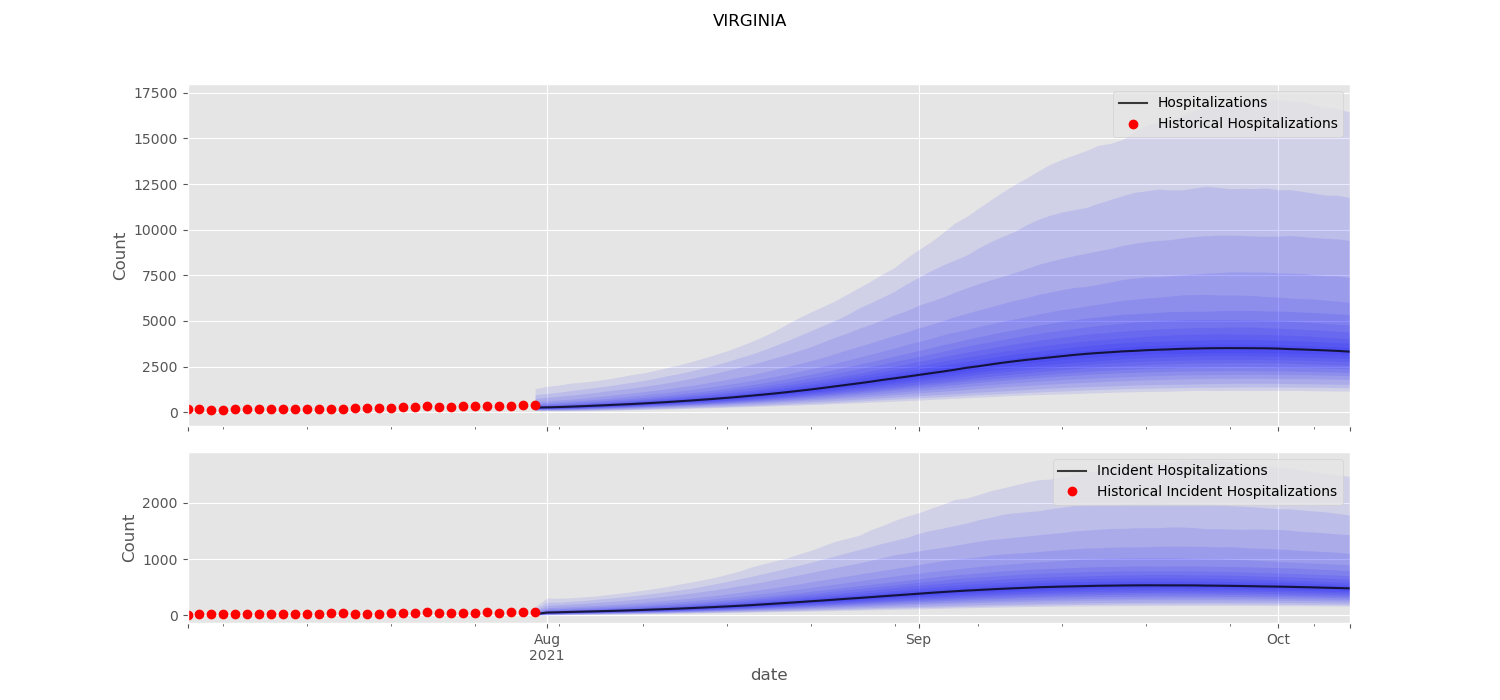 VIRGINIA
17500
15000
12500
10000
7500
5000
2500
0
Count
Hospitalizations
Historical Hospitalizations
2000
1000
0
Count
Incident Hospitalizations
Historical Incident Hospitalizations
Aug
2021
Sep
Oct
date